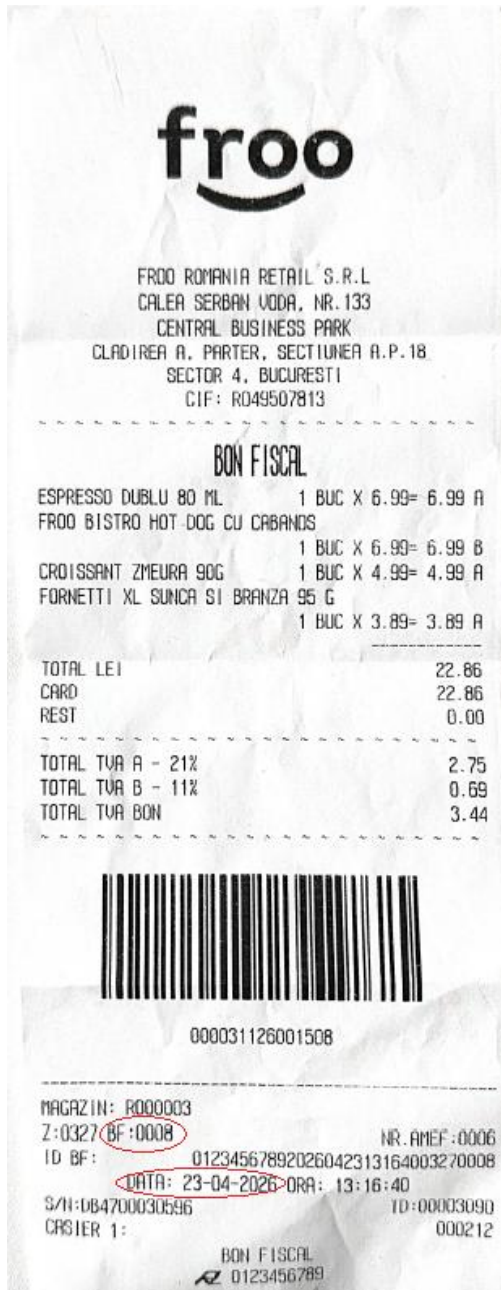 froo
FROO ROMANIA RETAIL S.R.L
CALEA SERBAN VODA, NR.133
CENTRAL BUSINESS PARK
CLADIREA A, PARTER, SECTIUNEA A.P.18
SECTOR 4, BUCURESTI
CIF: RO49507813
BON FISCAL
ESPRESSO DUBLU 80 ML 1 BUC X 6.99= 6.99 A
FROO BISTRO HOT DOG CU CABANOS
1 BUC X 6.99= 6.99 B
CROISSANT ZMEURA 90G 1 BUC X 4.99= 4.99 A
FORNETTI XL SUNCA SI BRANZA 95 G
1 BUC X 3.89= 3.89 A
TOTAL LEI 22.86
CARD 22.86
REST 0.00
TOTAL TVA A - 21% 2.75
TOTAL TVA B - 11% 0.69
TOTAL TVA BON 3.44
000031126001508
MAGAZIN: RO00003
Z:0327 BF:0008 NR.AMEF:0006
ID BF: 01234567892026042313164003270008
DATA: 23-04-2026 ORA: 13:16:40
S/N:DB4700030596 TD:00003090
CASIER 1: 000212
BON FISCAL
0123456789